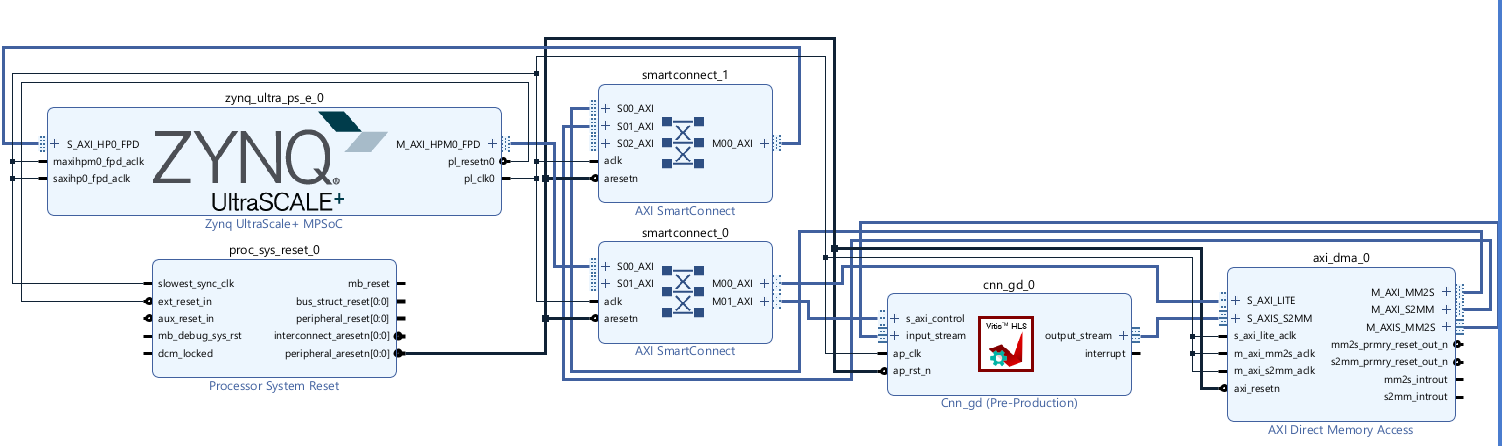 zynq_ultra_ps_e_0
S_AXI_HP0_FPD
maxihpm0_fpd_aclk
saxihp0_fpd_aclk
ZYNQ
UltraSCALE+
M_AXI_HPM0_FPD
pl_resetn0
pl_clk0
Zynq UltraScale+ MPSoC
proc_sys_reset_0
slowest_sync_clk
ext_reset_in
aux_reset_in
mb_debug_sys_rst
dcm_locked
mb_reset
bus_struct_reset[0:0]
peripheral_reset[0:0]
interconnect_aresetn[0:0]
peripheral_aresetn[0:0]
Processor System Reset
smartconnect_1
S00_AXI
S01_AXI
S02_AXI
aclk
aresetn
M00_AXI
AXI SmartConnect
smartconnect_0
S00_AXI
S01_AXI
aclk
aresetn
M00_AXI
M01_AXI
AXI SmartConnect
cnn_gd_0
s_axi_control
input_stream
ap_clk
ap_rst_n
Vitis™ HLS
output_stream
interrupt
Cnn_gd (Pre-Production)
axi_dma_0
S_AXI_LITE
S_AXIS_S2MM
s_axi_lite_aclk
m_axi_mm2s_aclk
m_axi_s2mm_aclk
axi_resetn
M_AXI_MM2S
M_AXI_S2MM
M_AXIS_MM2S
mm2s_prmry_reset_out_n
s2mm_prmry_reset_out_n
mm2s_introut
s2mm_introut
AXI Direct Memory Access